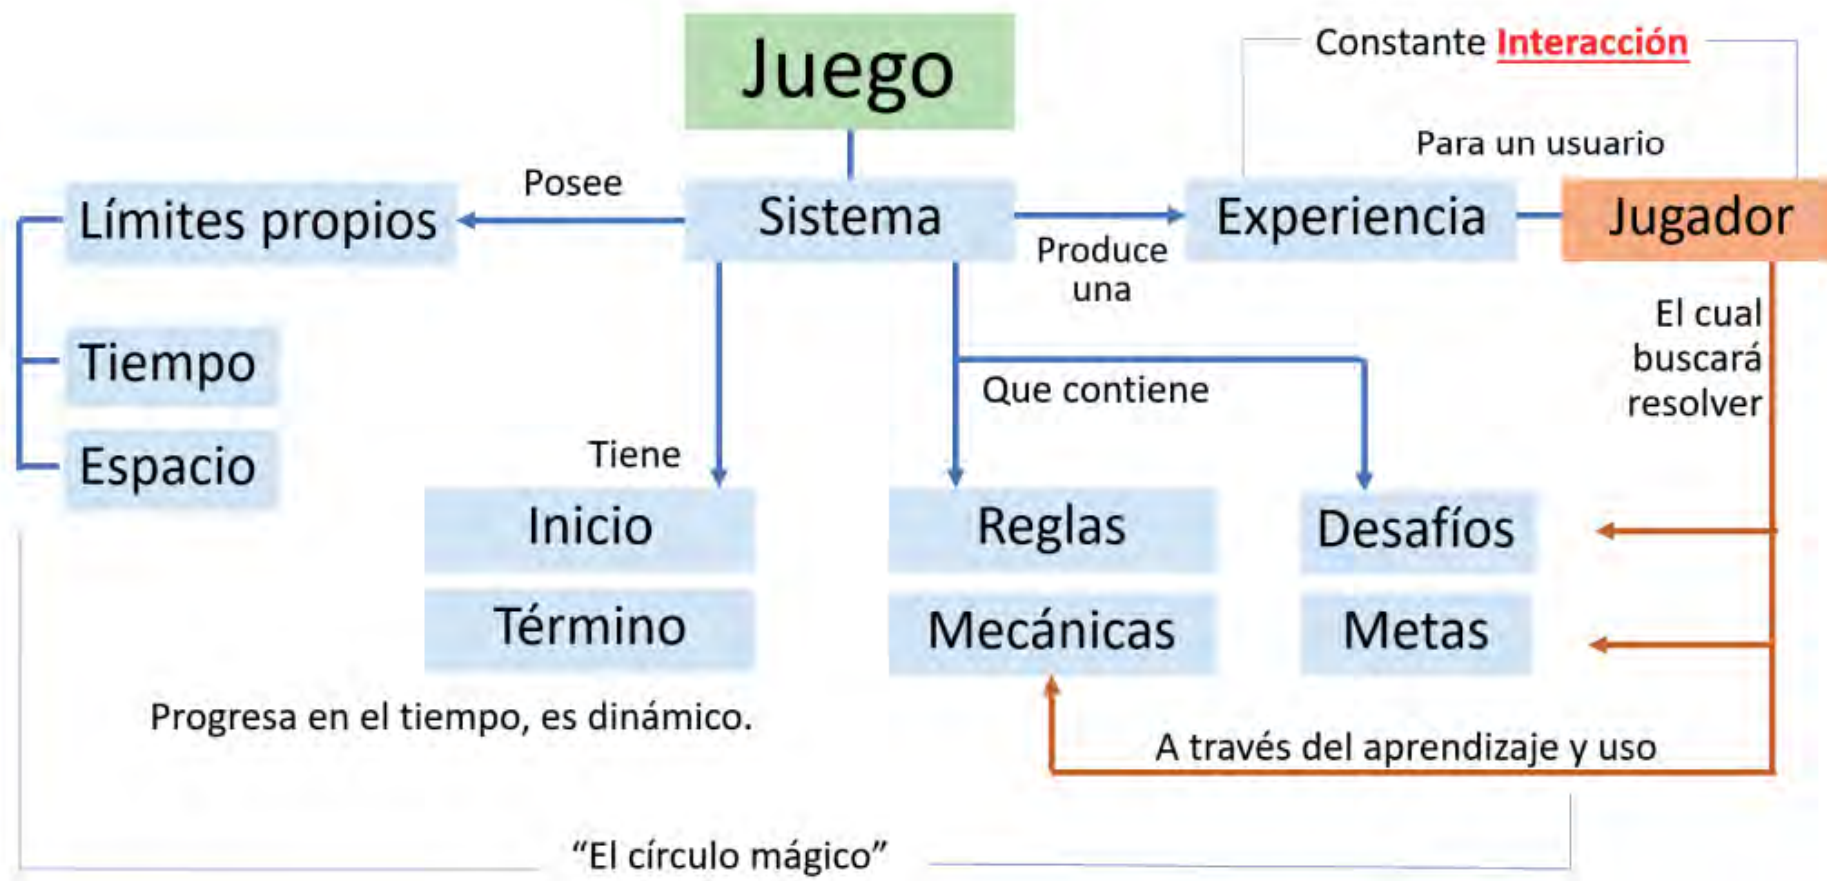 Juego
Constante Interacción
Para un usuario
Límites propios
Posee
Sistema
Produce
una
Experiencia
Jugador
El cual
buscará
resolver
Tiempo
Espacio
Que contiene
Tiene
Inicio
Término
Reglas
Mecánicas
Desafíos
Metas
Progresa en el tiempo, es dinámico.
A través del aprendizaje y uso
“El círculo mágico”